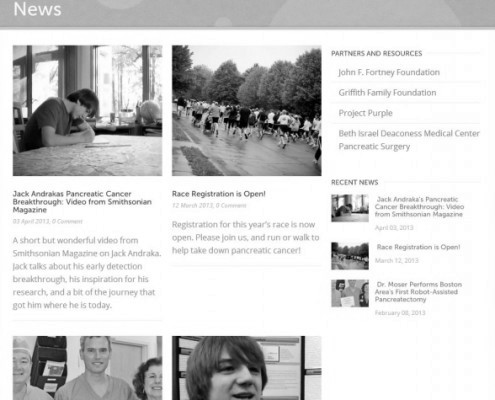 News
Jack Andrakas Pancreatic Cancer
Breakthrough: Video from Smithsonian
Magazine
03 April 2013, 0 Comment
A short but wonderful video from
Smithsonian Magazine on Jack Andraka.
Jack talks about his early detection
breakthrough, his inspiration for his
research, and a bit of the journey that
got him where he is today.
Race Registration is Open!
12 March 2013, 0 Comment
Registration for this year's race is now
open. Please join us, and run or walk to
help take down pancreatic cancer!
PARTNERS AND RESOURCES
John F. Fortney Foundation
Griffith Family Foundation
Project Purple
Beth Israel Deaconess Medical Center
Pancreatic Surgery
RECENT NEWS
Jack Andraka's Pancreatic
Cancer Breakthrough: Video
from Smithsonian Magazine
April 03, 2013
Race Registration is Open!
March 12, 2013
Dr. Moser Performs Boston
Area's First Robot-Assisted
Pancreatectomy
February 08, 2013